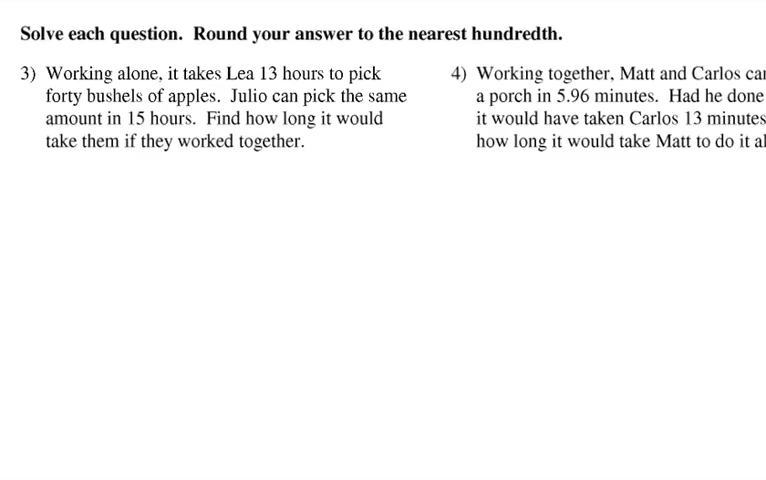 Solve each question. Round your answer to the nearest hundredth.
3) Working alone, it takes Lea 13 hours to pick
forty bushels of apples. Julio can pick the same
amount in 15 hours. Find how long it would
take them if they worked together.
4) Working together, Matt and Carlos can
a porch in 5.96 minutes. Had he done
it would have taken Carlos 13 minutes
how long it would take Matt to do it al